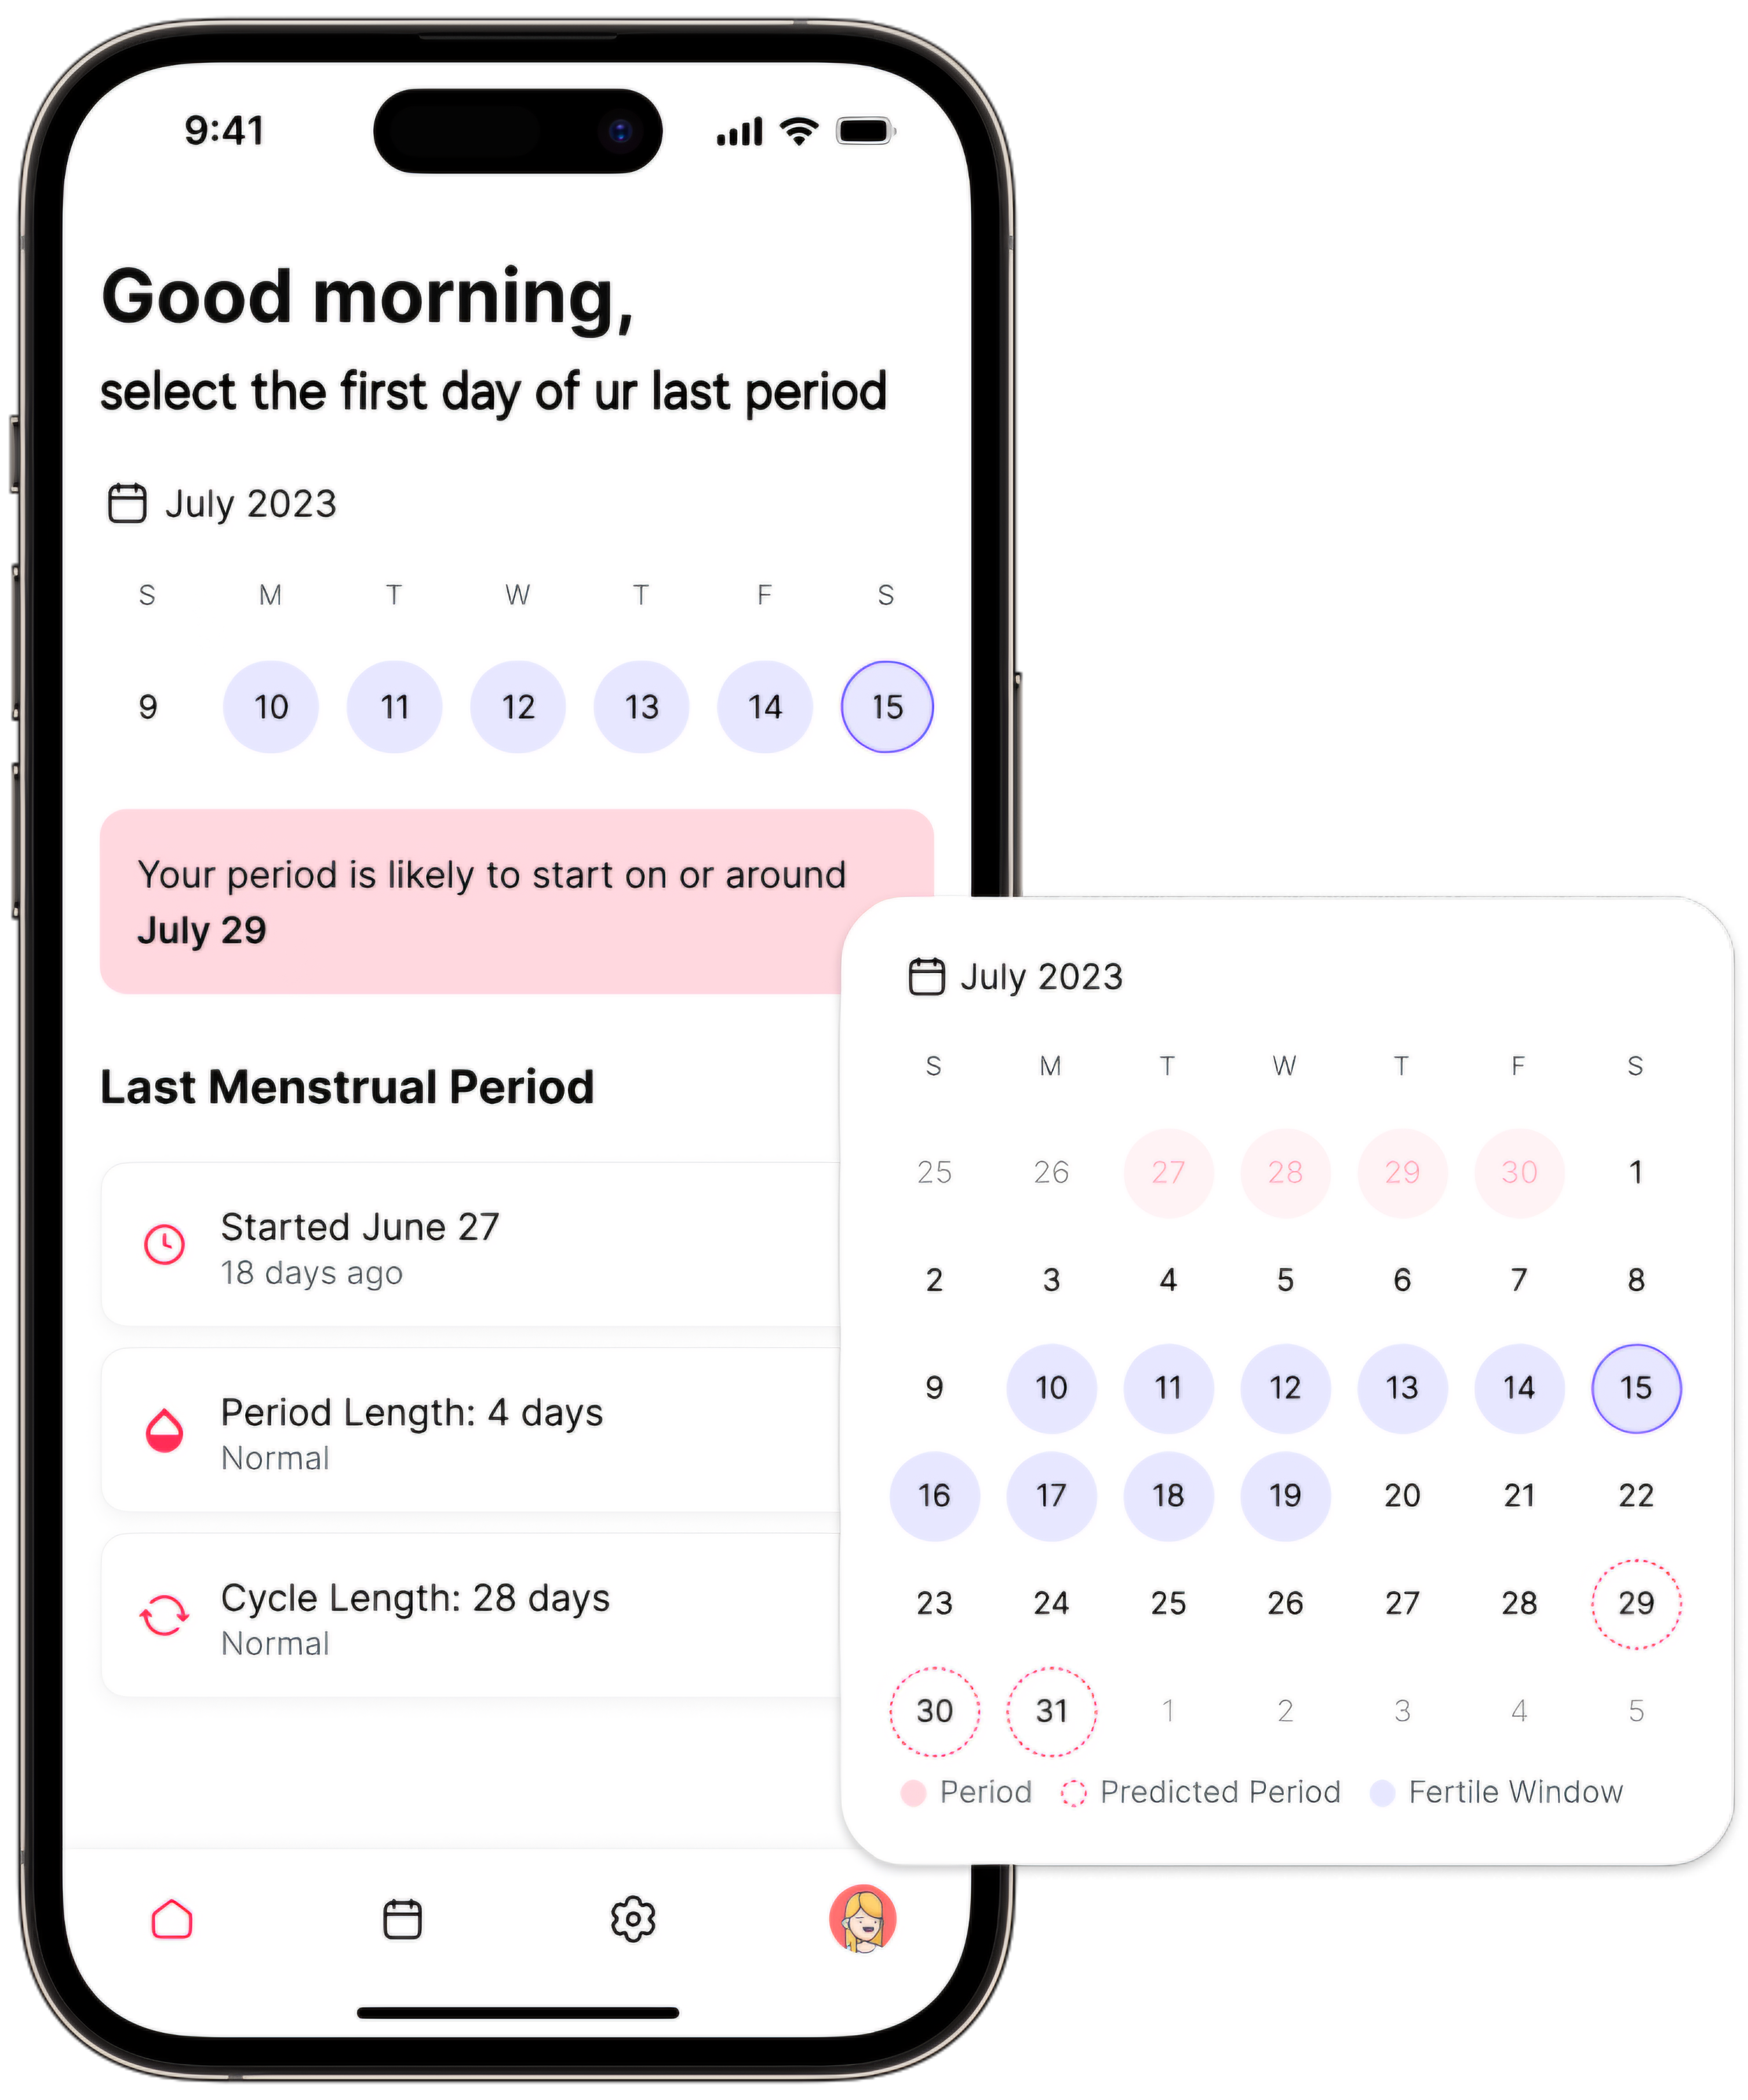 9:41
Good morning,
select the first day of ur last period
July 2023
S M T W T F S
9 10 11 12 13 14 15
Your period is likely to start on or around
July 29
Last Menstrual Period
Started June 27
18 days ago
Period Length: 4 days
Normal
Cycle Length: 28 days
Normal
July 2023
S M T W T F S
25 26 27 28 29 30 1
2 3 4 5 6 7 8
9 10 11 12 13 14 15
16 17 18 19 20 21 22
23 24 25 26 27 28 29
30 31 1 2 3 4 5
Period Predicted Period Fertile Window